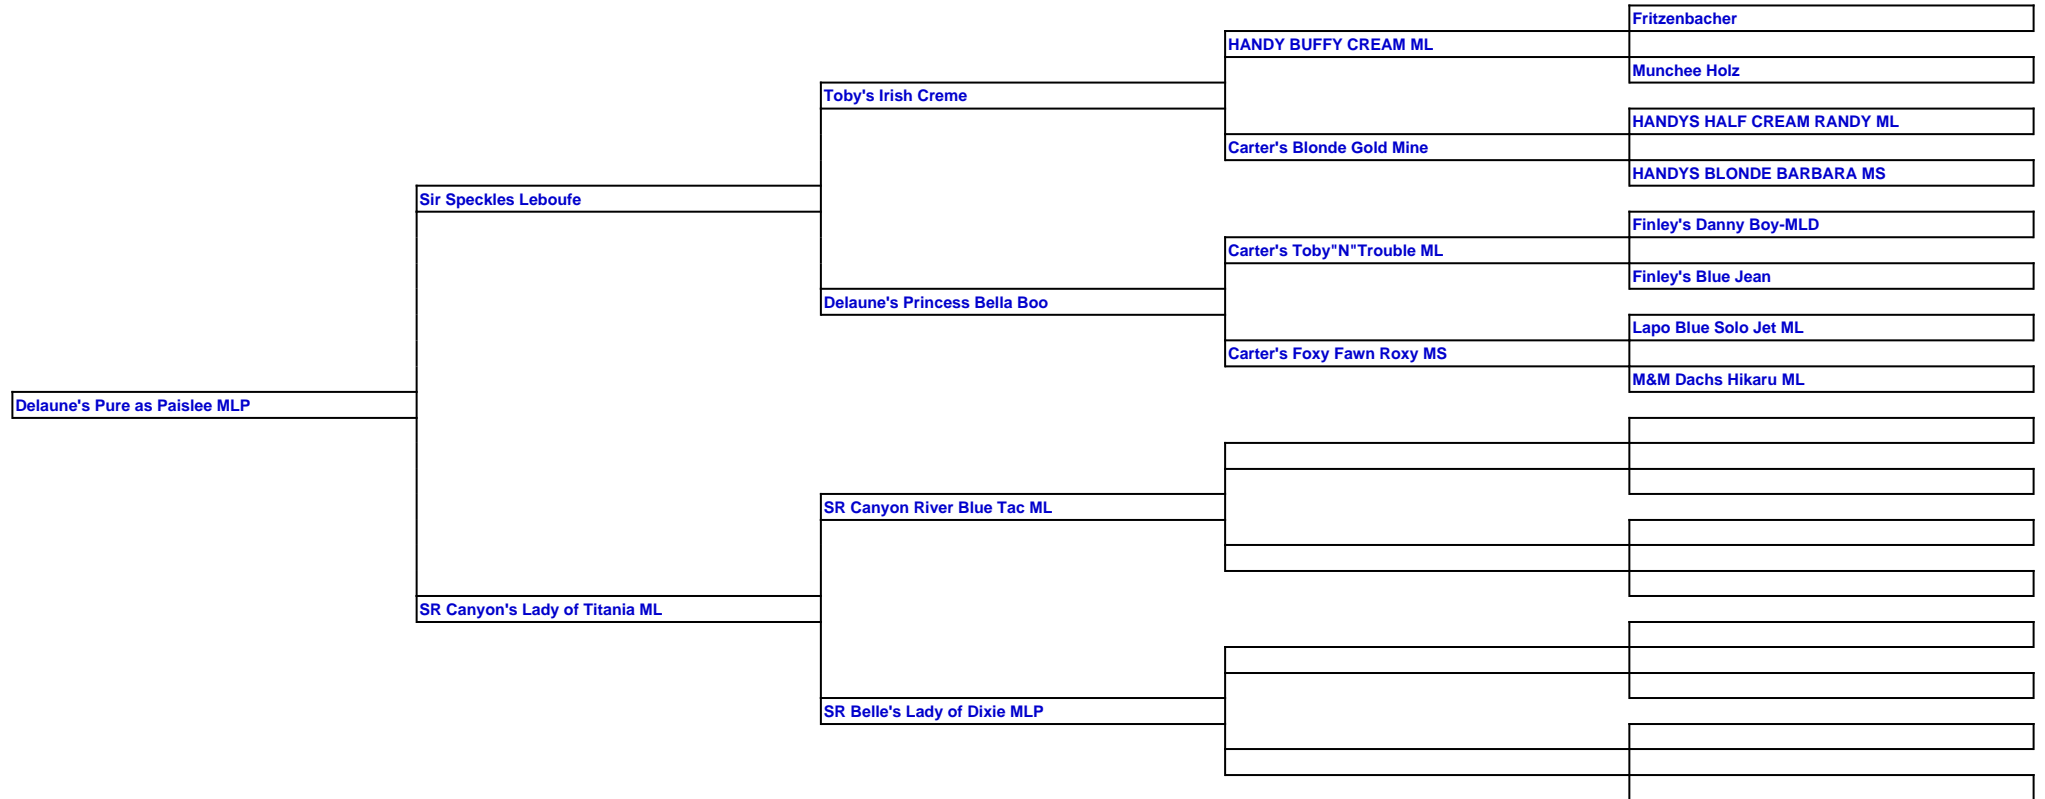 Fritzenbacher
HANDY BUFFY CREAM ML
Munchee Holz
Toby's Irish Creme
HANDYS HALF CREAM RANDY ML
Carter's Blonde Gold Mine
HANDYS BLONDE BARBARA MS
Sir Speckles Leboufe
Finley's Danny Boy-MLD
Carter's Toby"N"Trouble ML
Finley's Blue Jean
Delaune's Princess Bella Boo
Lapo Blue Solo Jet ML
Carter's Foxy Fawn Roxy MS
M&M Dachs Hikaru ML
Delaune's Pure as Paislee MLP
SR Canyon River Blue Tac ML
SR Canyon's Lady of Titania ML
SR Belle's Lady of Dixie MLP